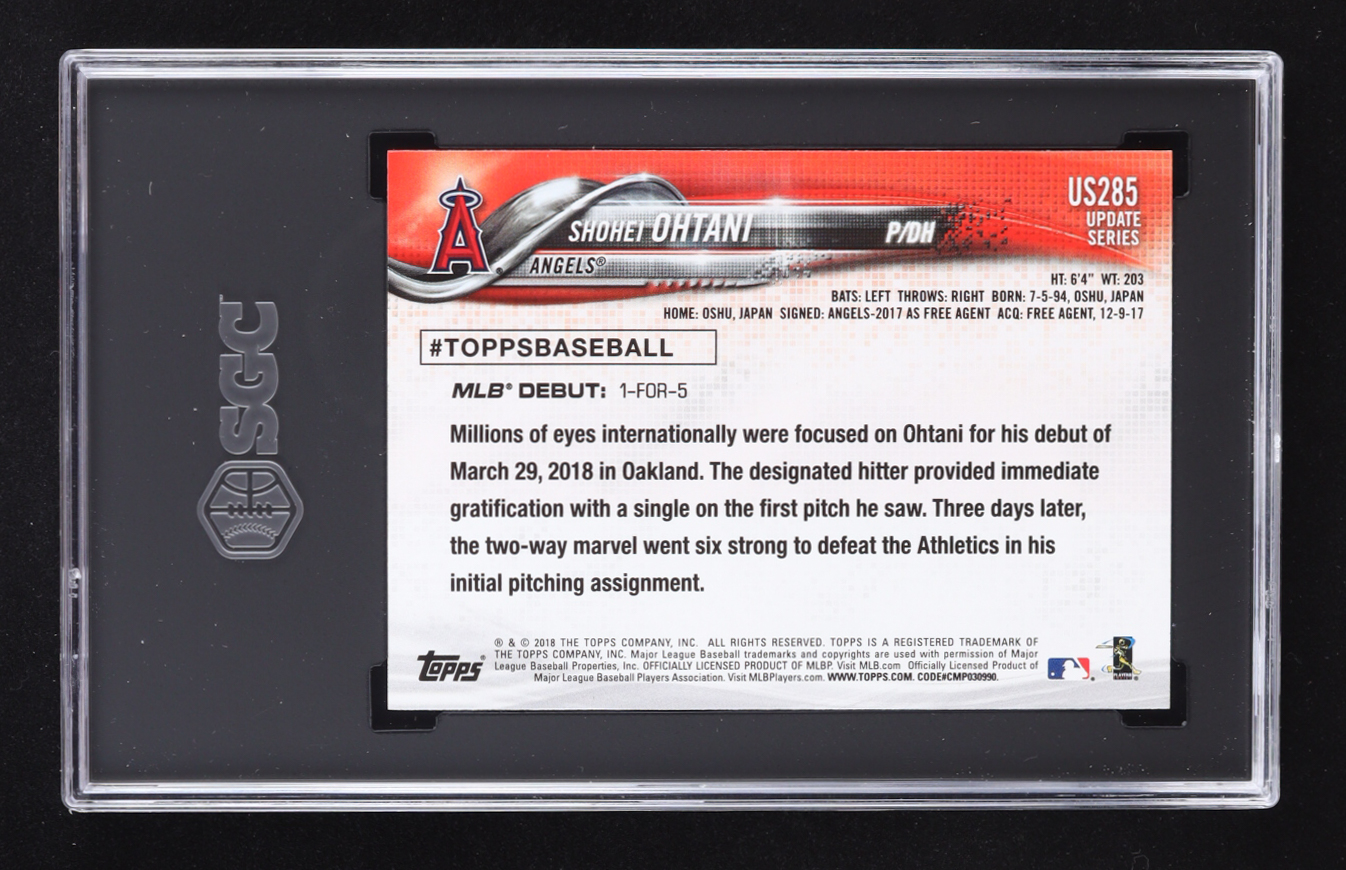 SGC
SHOHEI OHTANI
P/DH
ANGELS®
US285
UPDATE
SERIES
HT: 6'4" WT: 203
BATS: LEFT THROWS: RIGHT BORN: 7-5-94, OSHU, JAPAN
HOME: OSHU, JAPAN SIGNED: ANGELS-2017 AS FREE AGENT ACQ: FREE AGENT, 12-9-17
#TOPPSBASEBALL
MLB® DEBUT: 1-FOR-5
Millions of eyes internationally were focused on Ohtani for his debut of
March 29, 2018 in Oakland. The designated hitter provided immediate
gratification with a single on the first pitch he saw. Three days later,
the two-way marvel went six strong to defeat the Athletics in his
initial pitching assignment.
Topps®
® & © 2018 THE TOPPS COMPANY, INC. ALL RIGHTS RESERVED. TOPPS IS A REGISTERED TRADEMARK OF
THE TOPPS COMPANY, INC. Major League Baseball trademarks and copyrights are used with permission of Major
League Baseball Properties, Inc. OFFICIALLY LICENSED PRODUCT OF MLBP. Visit MLB.com Officially Licensed Product of
Major League Baseball Players Association. Visit MLBPlayers.com. WWW.TOPPS.COM. CODE#CMP030990.